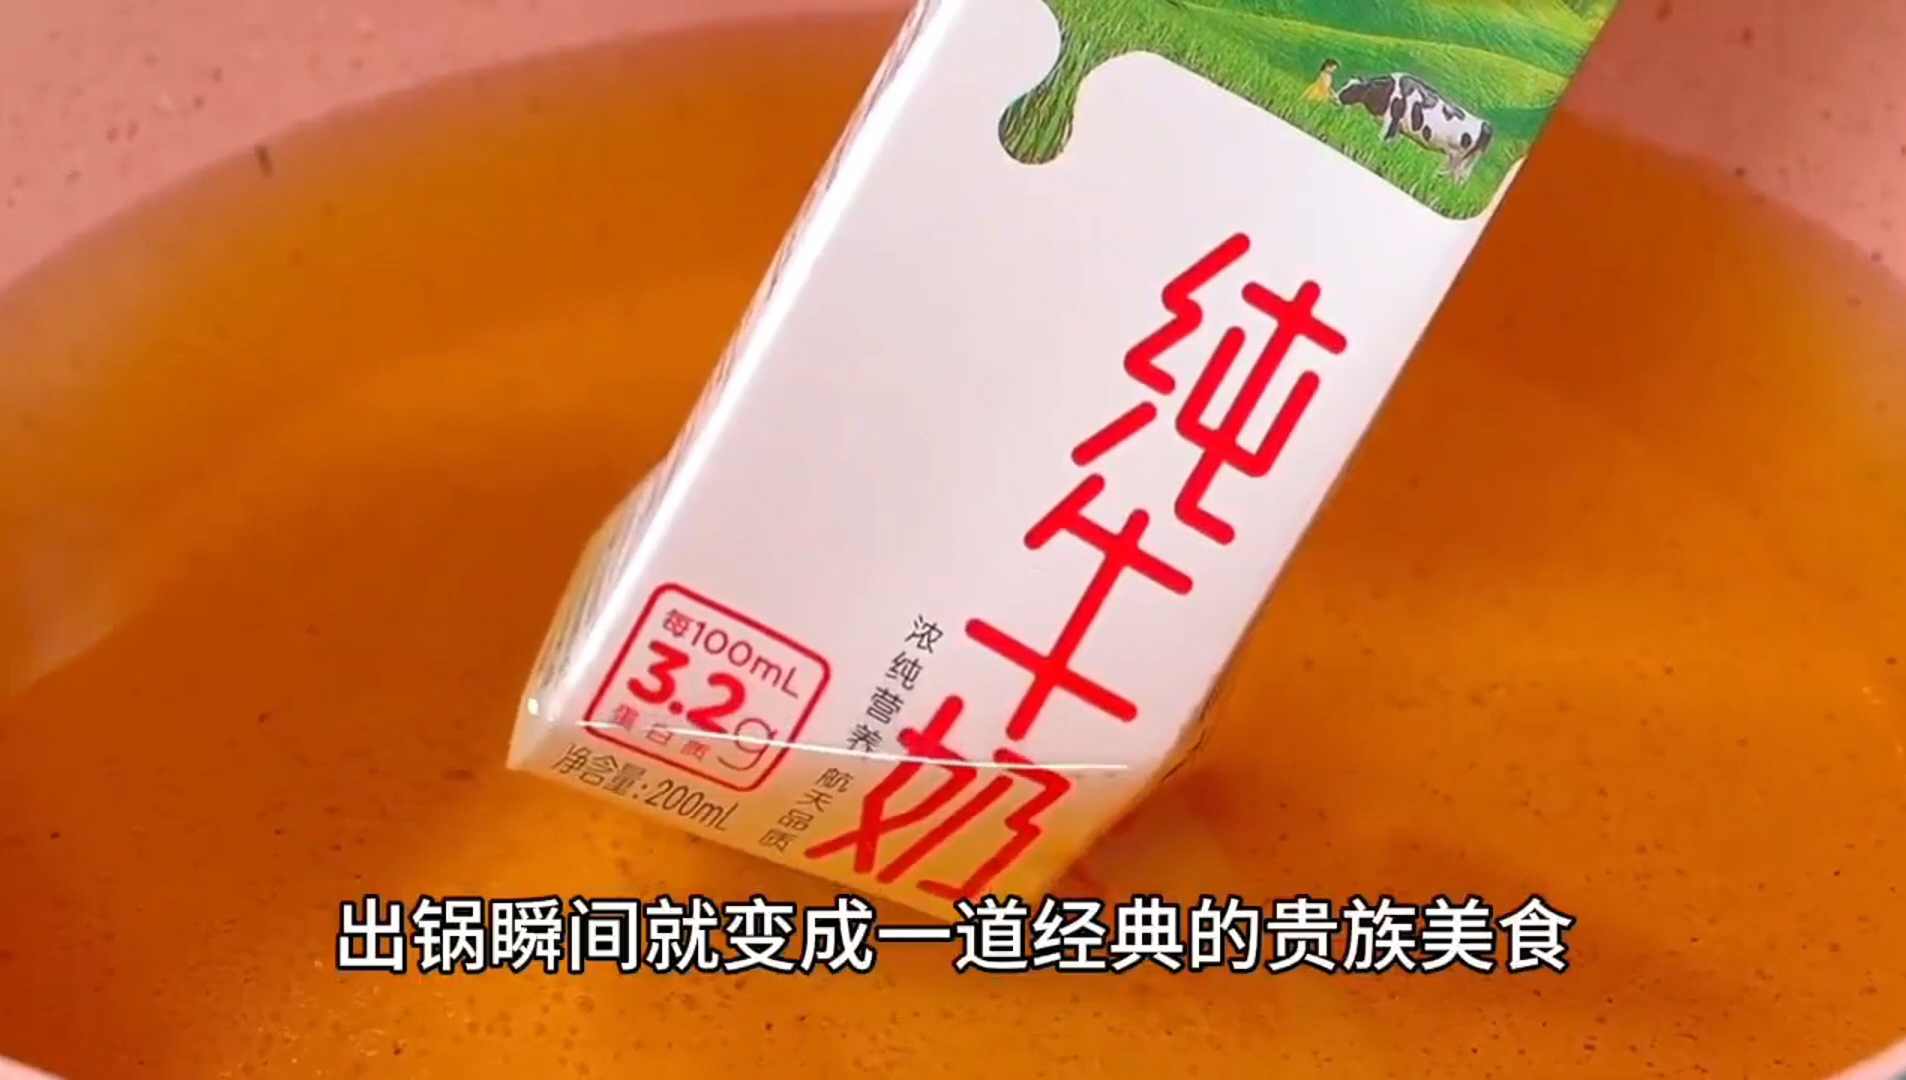 纯牛奶
浓纯营养 航天品质
每100mL
3.2g
蛋白质
净含量:200mL
出锅瞬间就变成一道经典的贵族美食